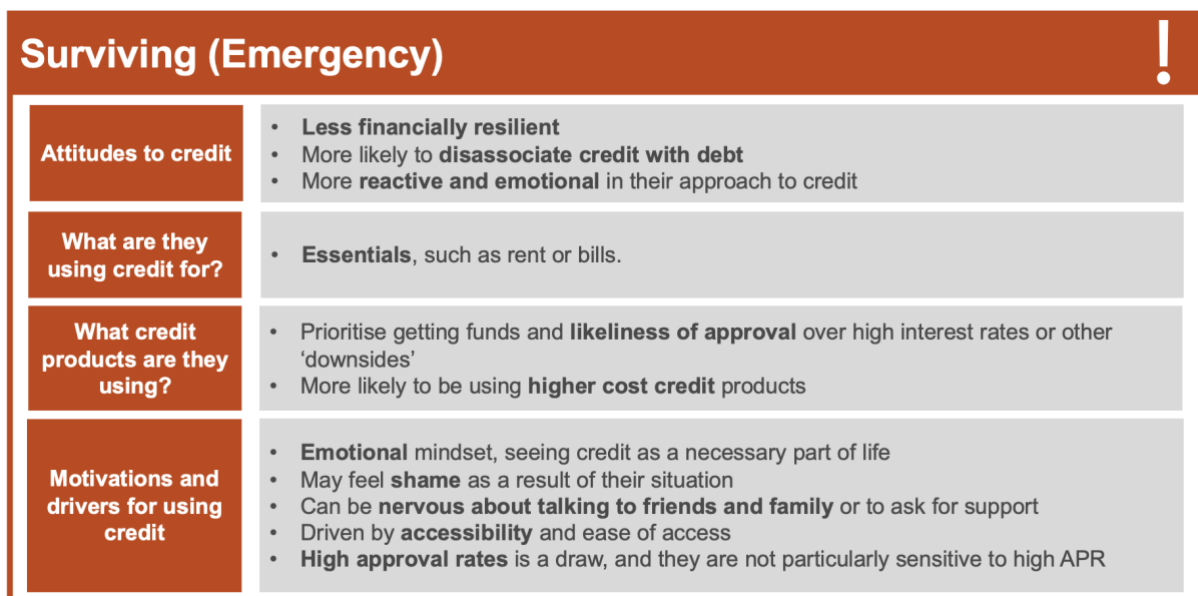 Surviving (Emergency)
!
Attitudes to credit
• Less financially resilient
• More likely to disassociate credit with debt
• More reactive and emotional in their approach to credit
What are they
using credit for?
• Essentials, such as rent or bills.
What credit
products are they
using?
• Prioritise getting funds and likeliness of approval over high interest rates or other
‘downsides’
• More likely to be using higher cost credit products
Motivations and
drivers for using
credit
• Emotional mindset, seeing credit as a necessary part of life
• May feel shame as a result of their situation
• Can be nervous about talking to friends and family or to ask for support
• Driven by accessibility and ease of access
• High approval rates is a draw, and they are not particularly sensitive to high APR